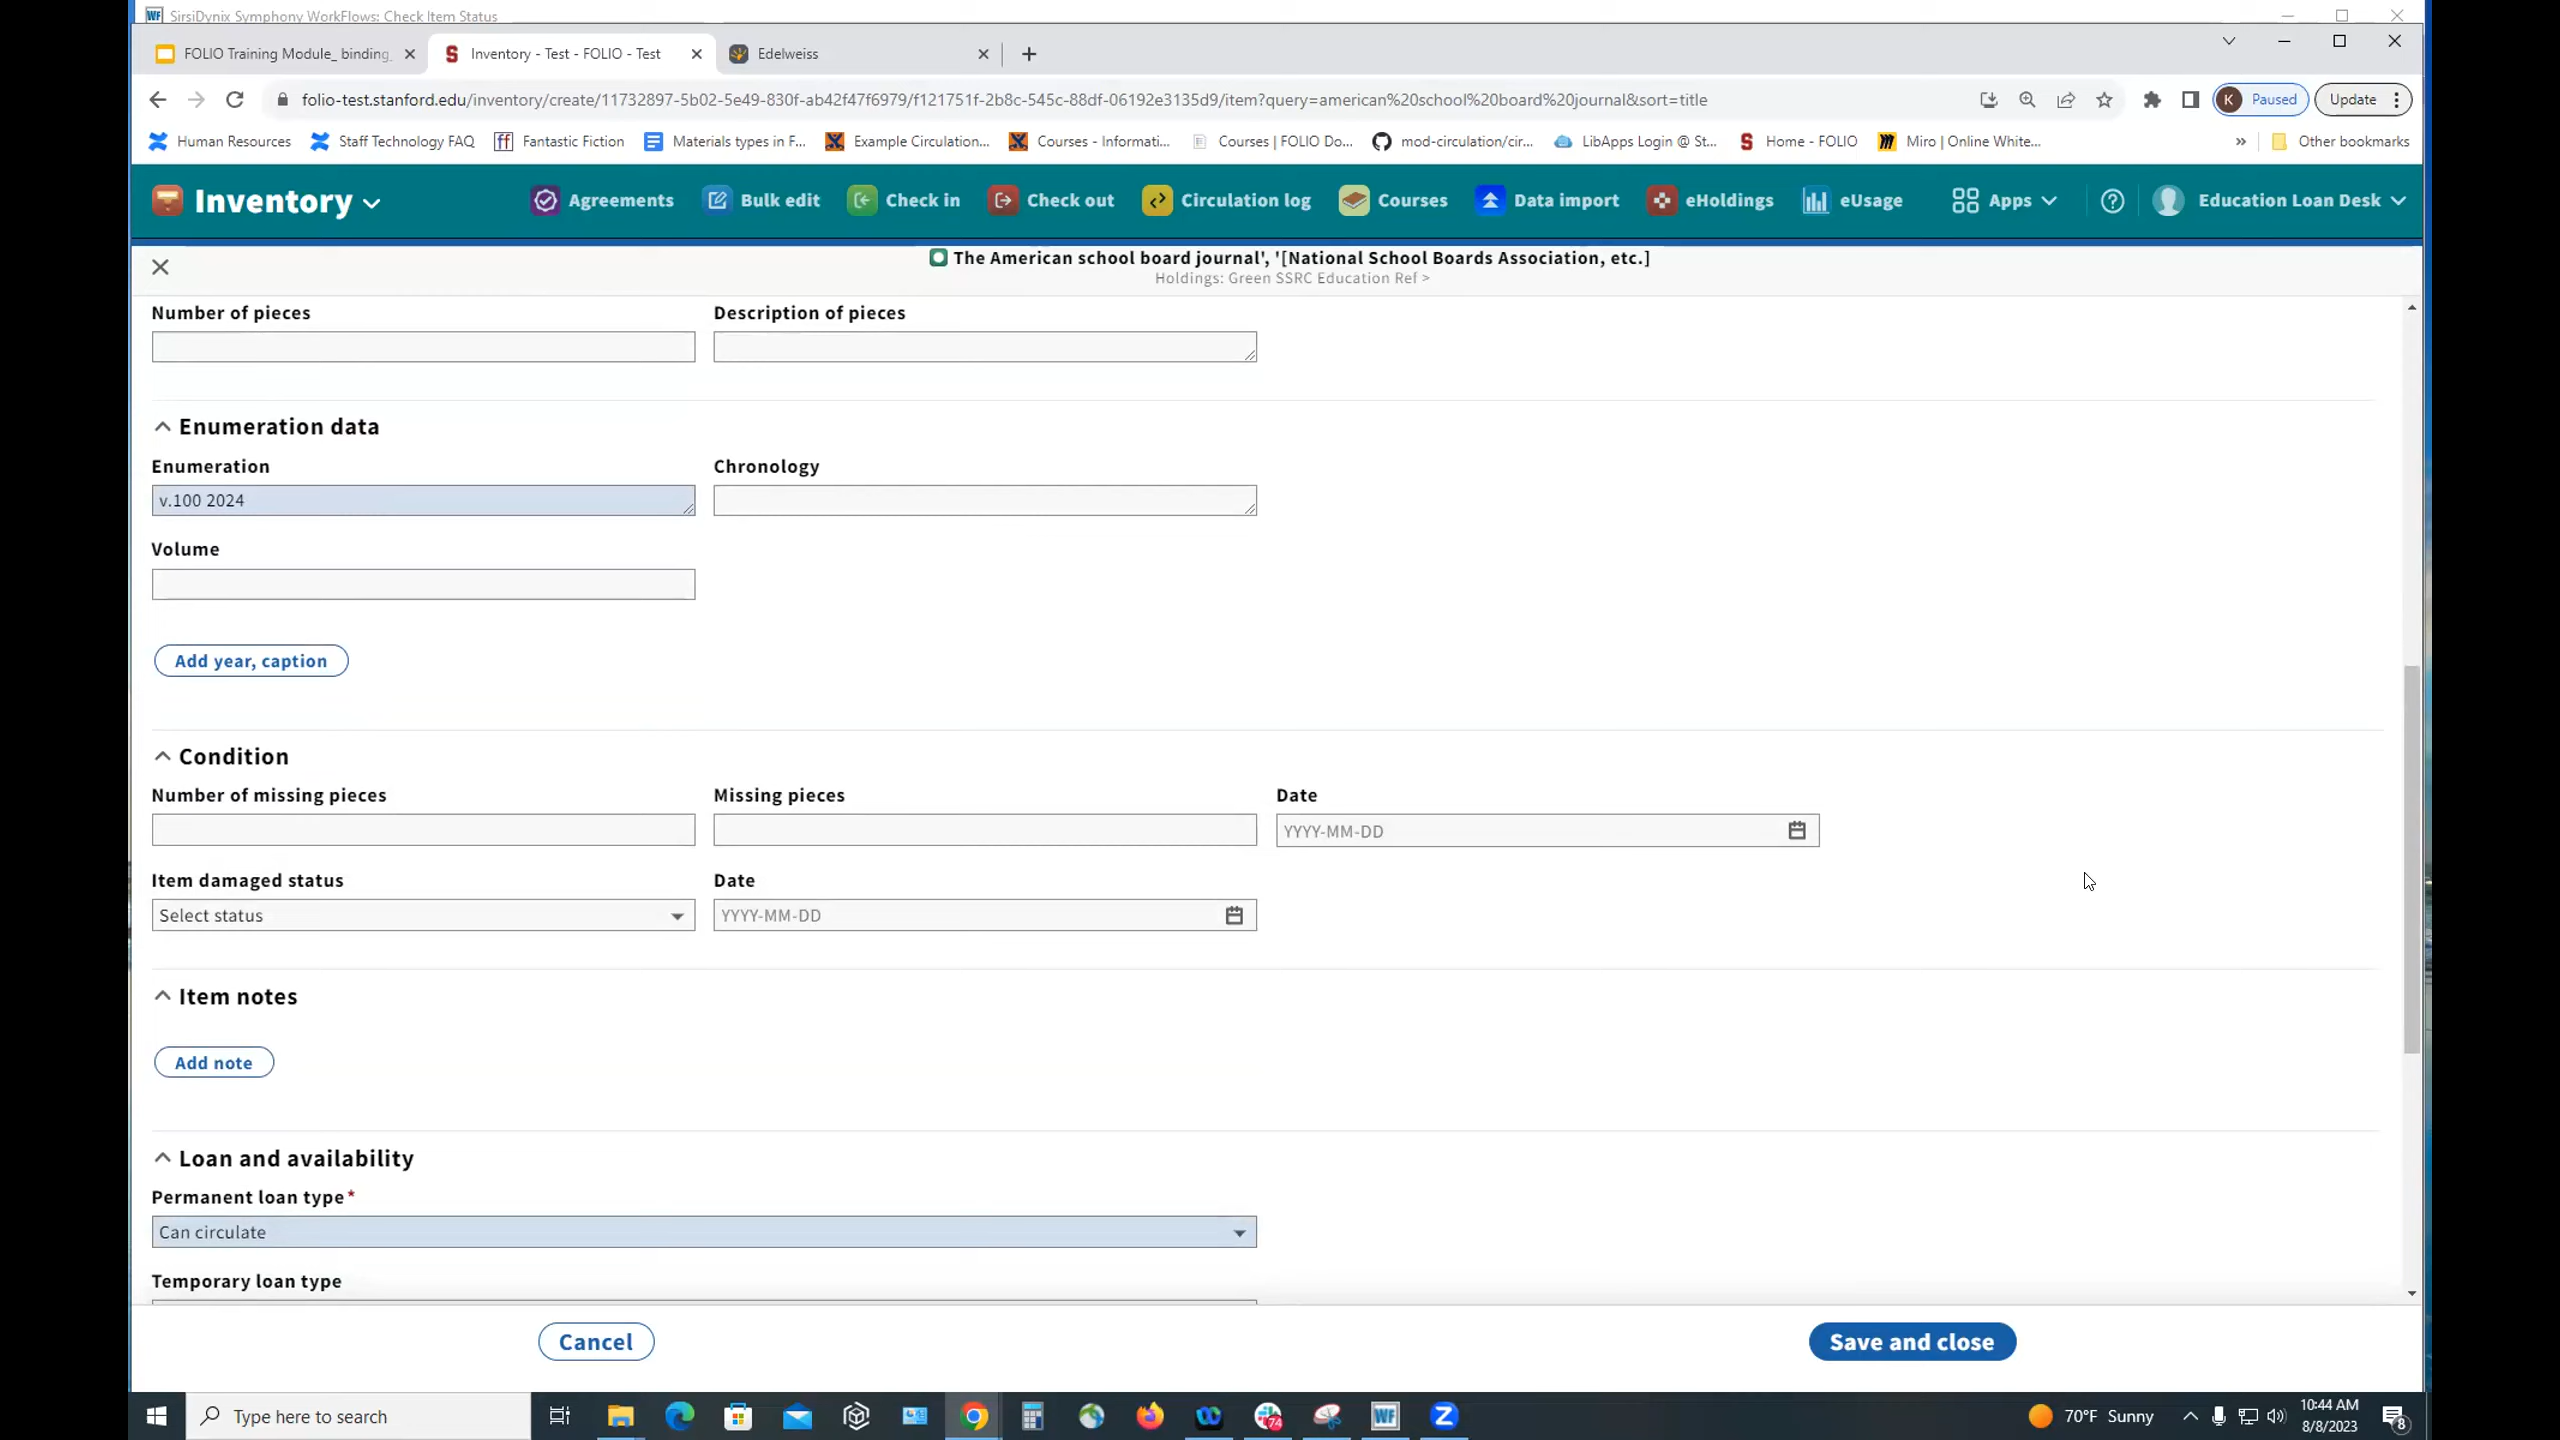 SirsiDynix Symphony WorkFlows: Check Item Status
FOLIO Training Module_ binding, Inventory - Test - FOLIO - Test Edelweiss
folio-test.stanford.edu/inventory/create/11732897-5b02-5e49-830f-ab42f47f6979/f121751f-2b8c-545c-88df-06192e3135d9/item?query=american%20school%20board%20journal&sort=title K Paused Update
Human Resources Staff Technology FAQ ff Fantastic Fiction Materials types in F... Example Circulation... Courses - Informati... Courses | FOLIO Do... mod-circulation/cir... LibApps Login @ St... Home - FOLIO Miro | Online White... » Other bookmarks
Inventory Agreements Bulk edit Check in Check out Circulation log Courses Data import eHoldings eUsage Apps Education Loan Desk
The American school board journal', '[National School Boards Association, etc.]
Holdings: Green SSRC Education Ref >
Number of pieces Description of pieces
Enumeration data
Enumeration Chronology
v.100 2024
Volume
Add year, caption
Condition
Number of missing pieces Missing pieces Date
YYYY-MM-DD
Item damaged status Date
Select status YYYY-MM-DD
Item notes
Add note
Loan and availability
Permanent loan type*
Can circulate
Temporary loan type
Cancel Save and close
Type here to search 74 WF Z 70°F Sunny 10:44 AM
8/8/2023 8